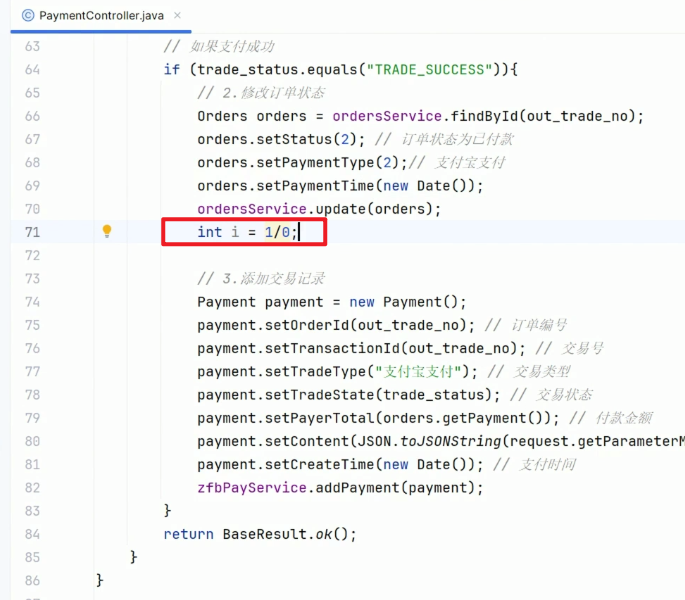 PaymentController.java ×
63 // 如果支付成功
64 if (trade_status.equals("TRADE_SUCCESS")){
65 // 2.修改订单状态
66 Orders orders = ordersService.findById(out_trade_no);
67 orders.setStatus(2); // 订单状态为已付款
68 orders.setPaymentType(2);// 支付宝支付
69 orders.setPaymentTime(new Date());
70 ordersService.update(orders);
71 int i = 1/0;
72
73 // 3.添加交易记录
74 Payment payment = new Payment();
75 payment.setOrderId(out_trade_no); // 订单编号
76 payment.setTransactionId(out_trade_no); // 交易号
77 payment.setTradeType("支付宝支付"); // 交易类型
78 payment.setTradeState(trade_status); // 交易状态
79 payment.setPayerTotal(orders.getPayment()); // 付款金额
80 payment.setContent(JSON.toJSONString(request.getParameterM
81 payment.setCreateTime(new Date()); // 支付时间
82 zfbPayService.addPayment(payment);
83 }
84 return BaseResult.ok();
85 }
86 }